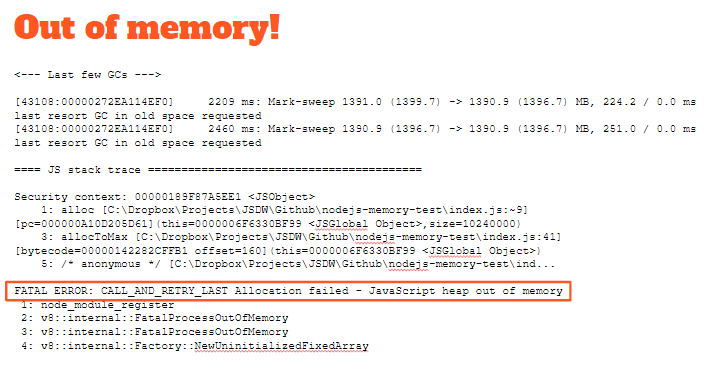 Out of memory!
<--- Last few GCs --->
[43108:00000272EA114EF0]     2209 ms: Mark-sweep 1391.0 (1399.7) -> 1390.9 (1396.7) MB, 224.2 / 0.0 ms
last resort GC in old space requested
[43108:00000272EA114EF0]     2460 ms: Mark-sweep 1390.9 (1396.7) -> 1390.9 (1396.7) MB, 251.0 / 0.0 ms
last resort GC in old space requested
==== JS stack trace =========================================
Security context: 00000189F87A5EE1 <JSObject>
    1: alloc [C:\Dropbox\Projects\JSDW\Github\nodejs-memory-test\index.js:~9]
[pc=000000A10D205D61](this=0000006F6330BF99 <JSGlobal Object>,size=10240000)
    3: allocToMax [C:\Dropbox\Projects\JSDW\Github\nodejs-memory-test\index.js:41]
[bytecode=00000142282CFFB1 offset=160](this=0000006F6330BF99 <JSGlobal Object>)
    5: /* anonymous */ [C:\Dropbox\Projects\JSDW\Github\nodejs-memory-test\ind...
FATAL ERROR: CALL_AND_RETRY_LAST Allocation failed - JavaScript heap out of memory
 1: node_module_register
 2: v8::internal::FatalProcessOutOfMemory
 3: v8::internal::FatalProcessOutOfMemory
 4: v8::internal::Factory::NewUninitializedFixedArray